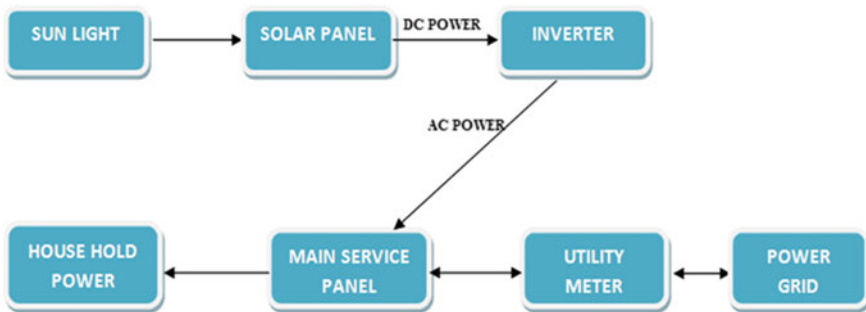 SUN LIGHT
SOLAR PANEL
DC POWER
INVERTER
AC POWER
HOUSE HOLD
POWER
MAIN SERVICE
PANEL
UTILITY
METER
POWER
GRID